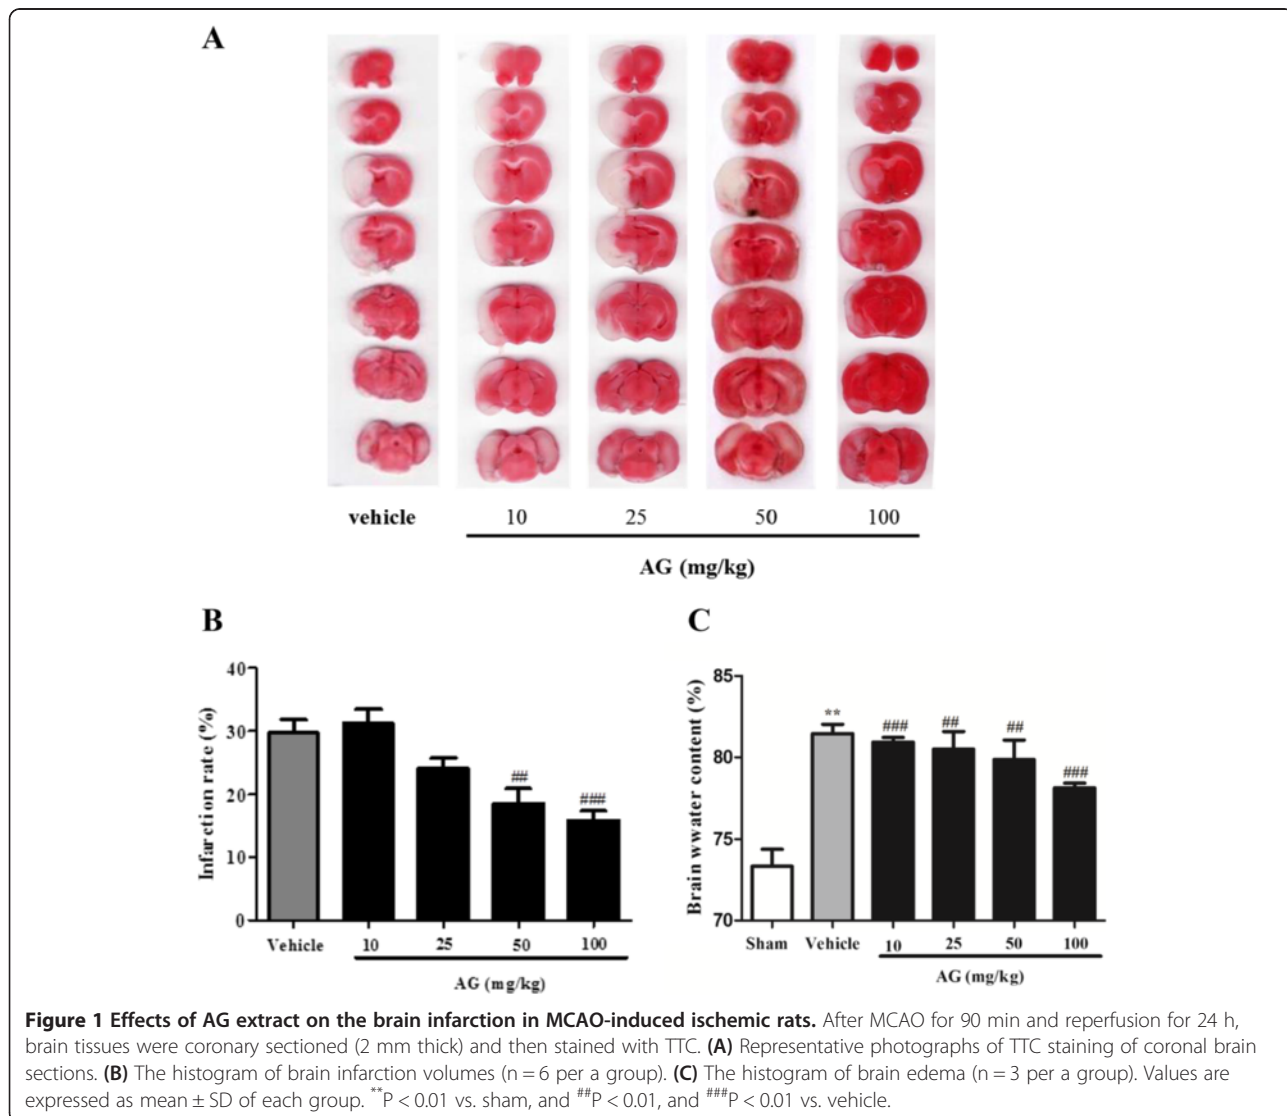 A
vehicle 10 25 50 100
AG (mg/kg)
B
Infarction rate (%)
40
30
20
10
0
##
###
Vehicle 10 25 50 100
AG (mg/kg)
C
Brain wwater content (%)
85
80
75
70
**
###
##
##
###
Sham Vehicle 10 25 50 100
AG (mg/kg)
Figure 1 Effects of AG extract on the brain infarction in MCAO-induced ischemic rats. After MCAO for 90 min and reperfusion for 24 h,
brain tissues were coronary sectioned (2 mm thick) and then stained with TTC. (A) Representative photographs of TTC staining of coronal brain
sections. (B) The histogram of brain infarction volumes (n = 6 per a group). (C) The histogram of brain edema (n = 3 per a group). Values are
expressed as mean ± SD of each group. **P < 0.01 vs. sham, and ##P < 0.01, and ###P < 0.01 vs. vehicle.